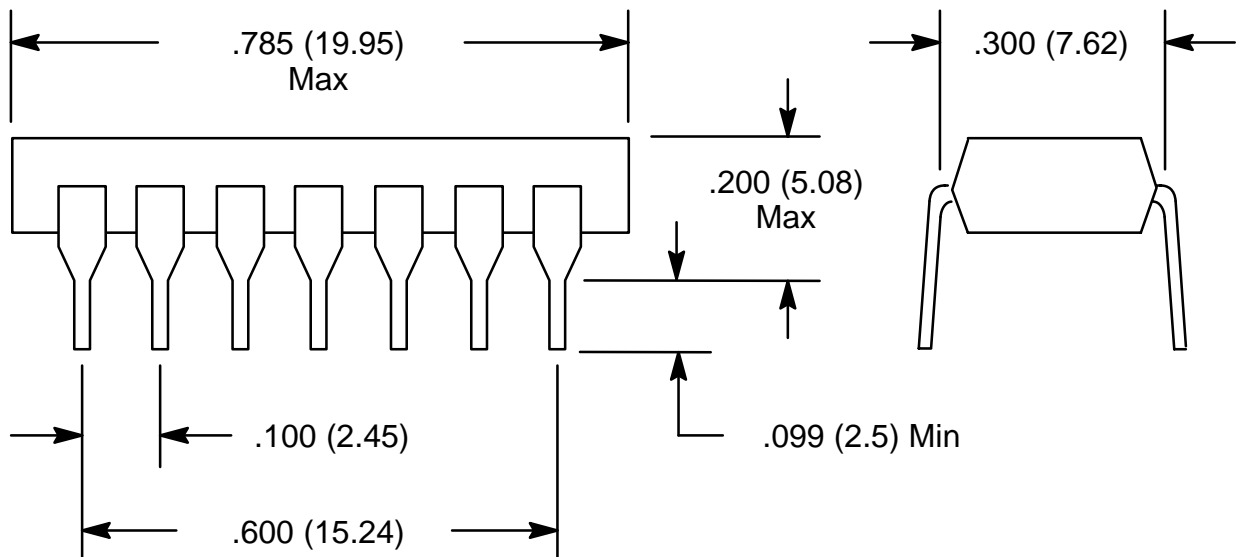 .785 (19.95)
Max
.300 (7.62)
.200 (5.08)
Max
.100 (2.45)
.099 (2.5) Min
.600 (15.24)